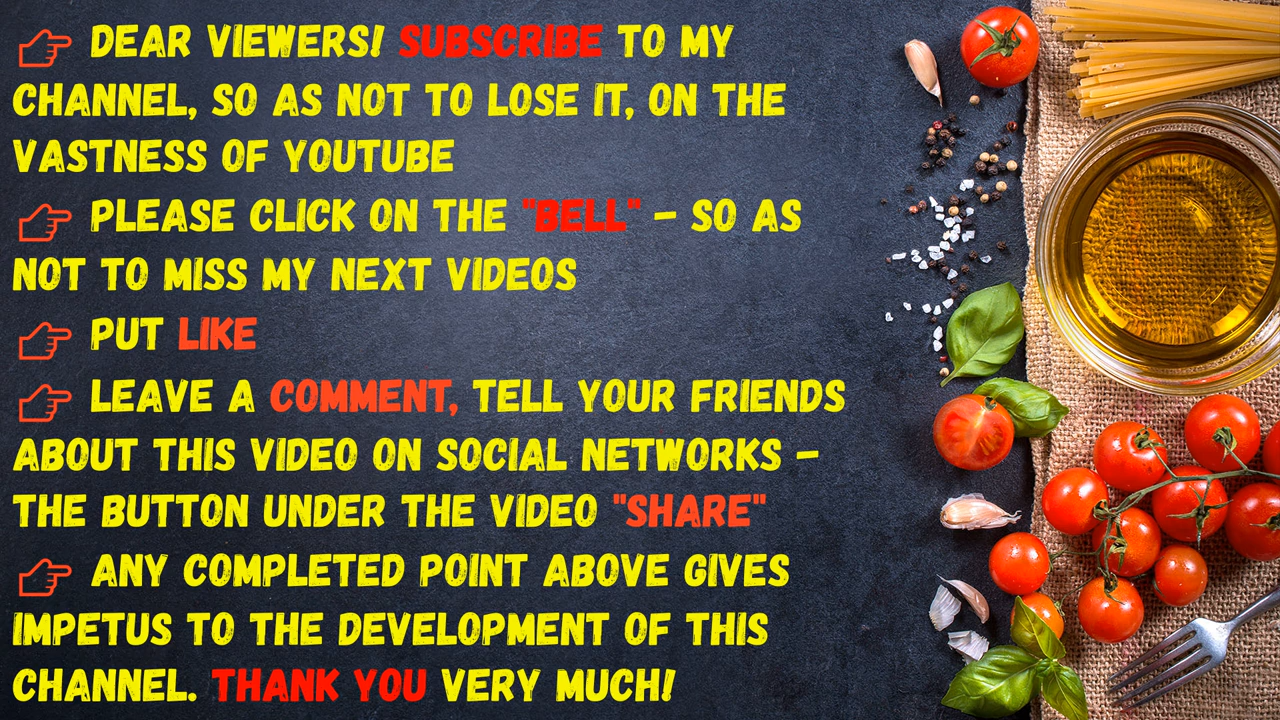 DEAR VIEWERS! SUBSCRIBE TO MY
CHANNEL, SO AS NOT TO LOSE IT, ON THE
VASTNESS OF YOUTUBE
PLEASE CLICK ON THE "BELL" - SO AS
NOT TO MISS MY NEXT VIDEOS
PUT LIKE
LEAVE A COMMENT, TELL YOUR FRIENDS
ABOUT THIS VIDEO ON SOCIAL NETWORKS -
THE BUTTON UNDER THE VIDEO "SHARE"
ANY COMPLETED POINT ABOVE GIVES
IMPETUS TO THE DEVELOPMENT OF THIS
CHANNEL. THANK YOU VERY MUCH!